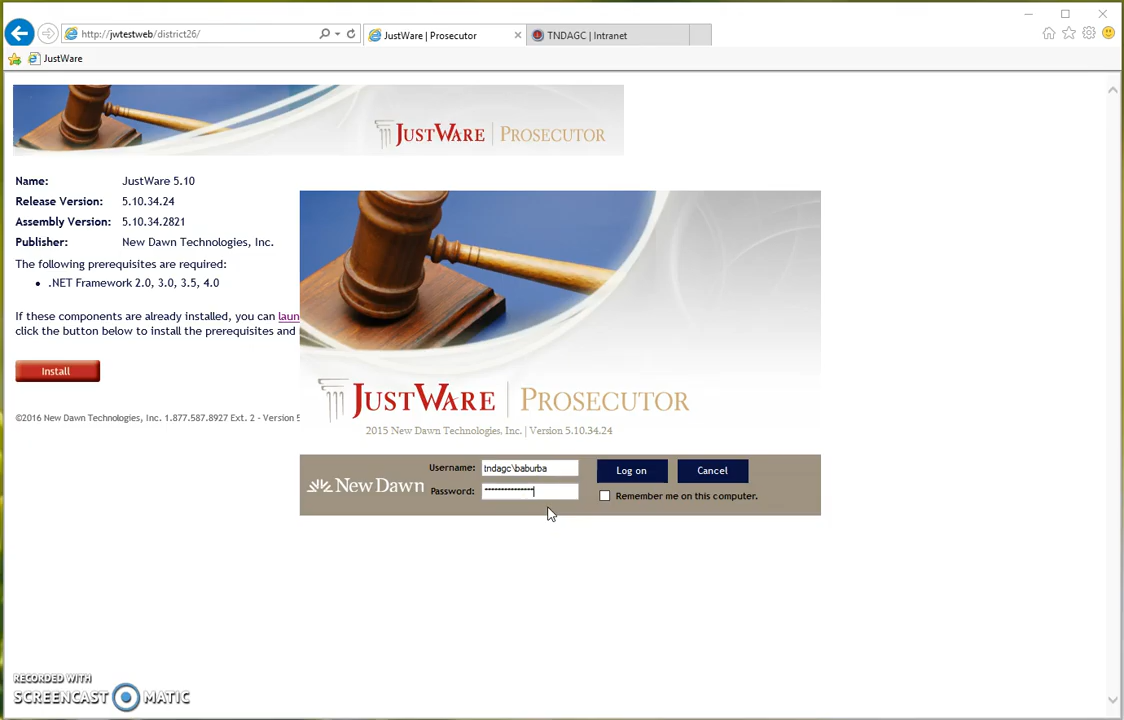 http://jwtestweb/district26/
JustWare | Prosecutor
TNDAGC | Intranet
JustWare
JUSTWARE | PROSECUTOR
Name: JustWare 5.10
Release Version: 5.10.34.24
Assembly Version: 5.10.34.2821
Publisher: New Dawn Technologies, Inc.
The following prerequisites are required:
.NET Framework 2.0, 3.0, 3.5, 4.0
If these components are already installed, you can laun
click the button below to install the prerequisites and
Install
©2016 New Dawn Technologies, Inc. 1.877.587.8927 Ext. 2 - Version 5
JUSTWARE | PROSECUTOR
2015 New Dawn Technologies, Inc. | Version 5.10.34.24
New Dawn
Username: tndagc\baburba
Password: ***************
Log on
Cancel
Remember me on this computer.
RECORDED WITH
SCREENCAST MATIC